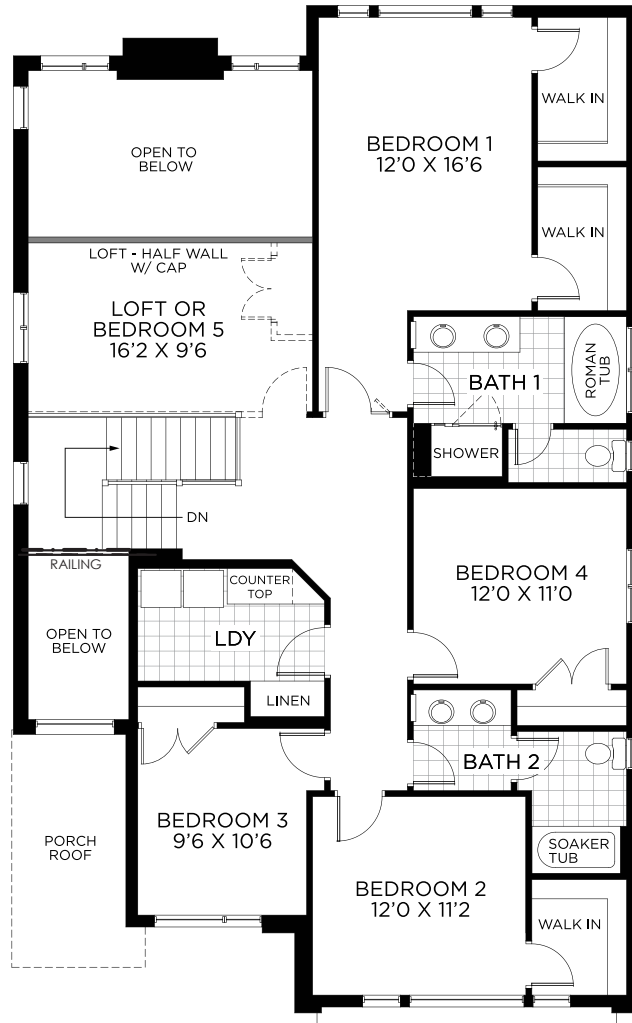 WALK IN
BEDROOM 1
12'0 X 16'6
OPEN TO
BELOW
WALK IN
LOFT - HALF WALL
W/ CAP
LOFT OR
BEDROOM 5
16'2 X 9'6
BATH 1
ROMAN
TUB
SHOWER
DN
RAILING
COUNTER
TOP
BEDROOM 4
12'0 X 11'0
OPEN TO
BELOW
LDY
LINEN
BATH 2
BEDROOM 3
9'6 X 10'6
PORCH
ROOF
SOAKER
TUB
BEDROOM 2
12'0 X 11'2
WALK IN